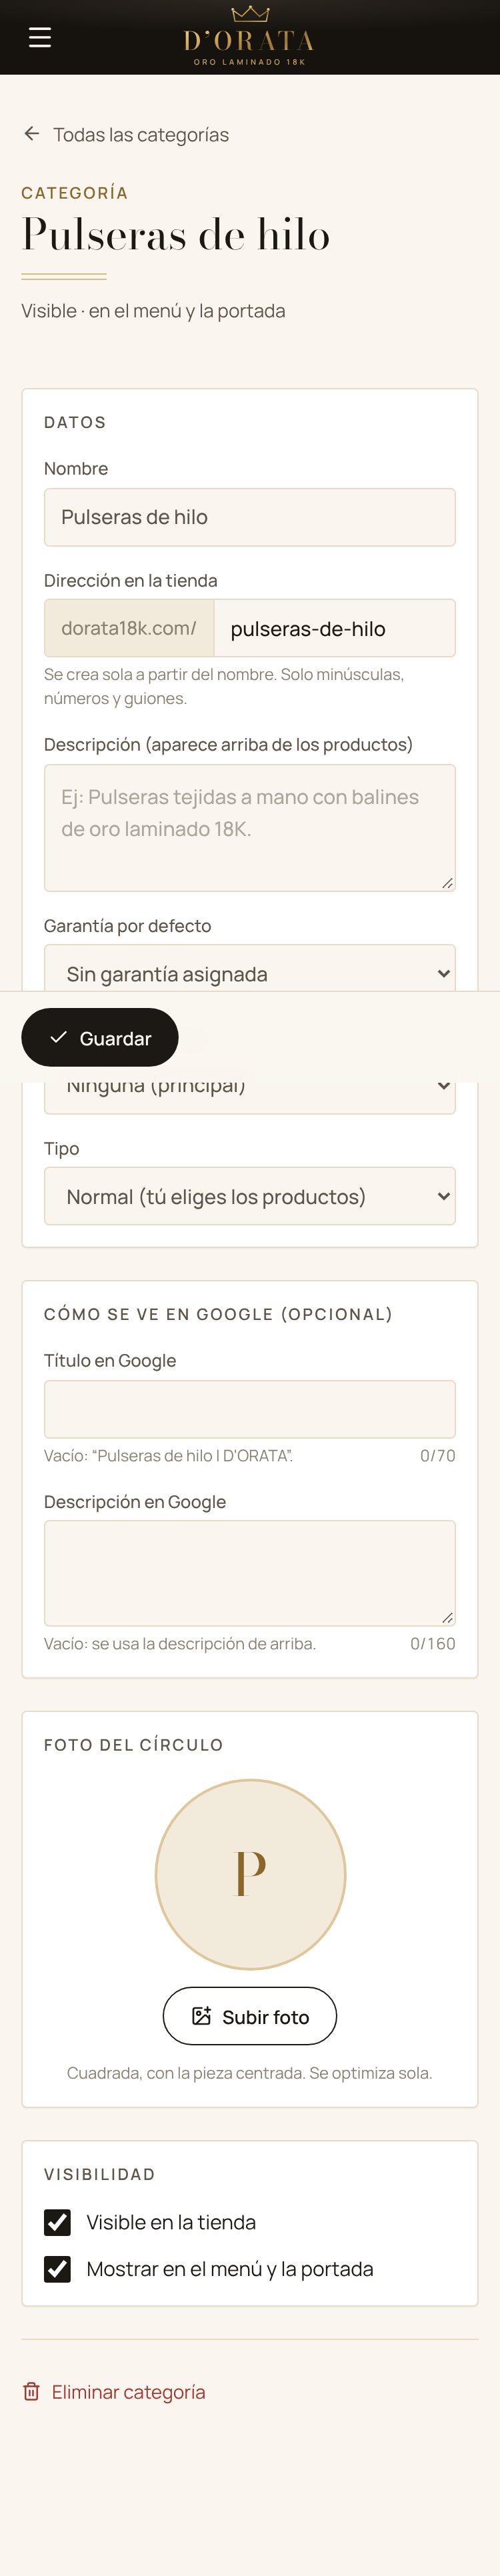 D'ORATA
ORO LAMINADO 18K
Todas las categorías
CATEGORÍA
Pulseras de hilo
Visible · en el menú y la portada
DATOS
Nombre
Pulseras de hilo
Dirección en la tienda
dorata18k.com/ pulseras-de-hilo
Se crea sola a partir del nombre. Solo minúsculas,
números y guiones.
Descripción (aparece arriba de los productos)
Ej: Pulseras tejidas a mano con balines
de oro laminado 18K.
Garantía por defecto
Sin garantía asignada
Guardar
Ninguna (principal)
Tipo
Normal (tú eliges los productos)
CÓMO SE VE EN GOOGLE (OPCIONAL)
Título en Google
Vacío: “Pulseras de hilo | D'ORATA”. 0/70
Descripción en Google
Vacío: se usa la descripción de arriba. 0/160
FOTO DEL CÍRCULO
P
Subir foto
Cuadrada, con la pieza centrada. Se optimiza sola.
VISIBILIDAD
Visible en la tienda
Mostrar en el menú y la portada
Eliminar categoría